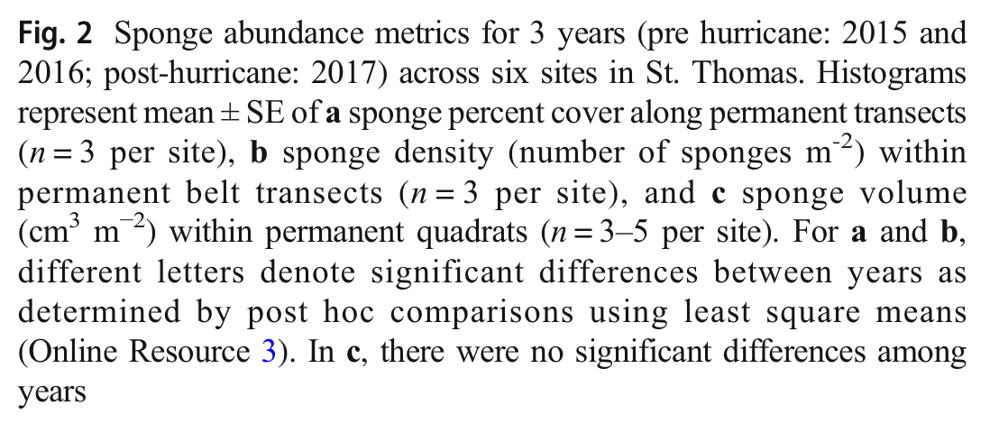 Fig. 2 Sponge abundance metrics for 3 years (pre hurricane: 2015 and
2016; post-hurricane: 2017) across six sites in St. Thomas. Histograms
represent mean ± SE of a sponge percent cover along permanent transects
(n = 3 per site), b sponge density (number of sponges m⁻²) within
permanent belt transects (n = 3 per site), and c sponge volume
(cm³ m⁻²) within permanent quadrats (n = 3–5 per site). For a and b,
different letters denote significant differences between years as
determined by post hoc comparisons using least square means
(Online Resource 3). In c, there were no significant differences among
years